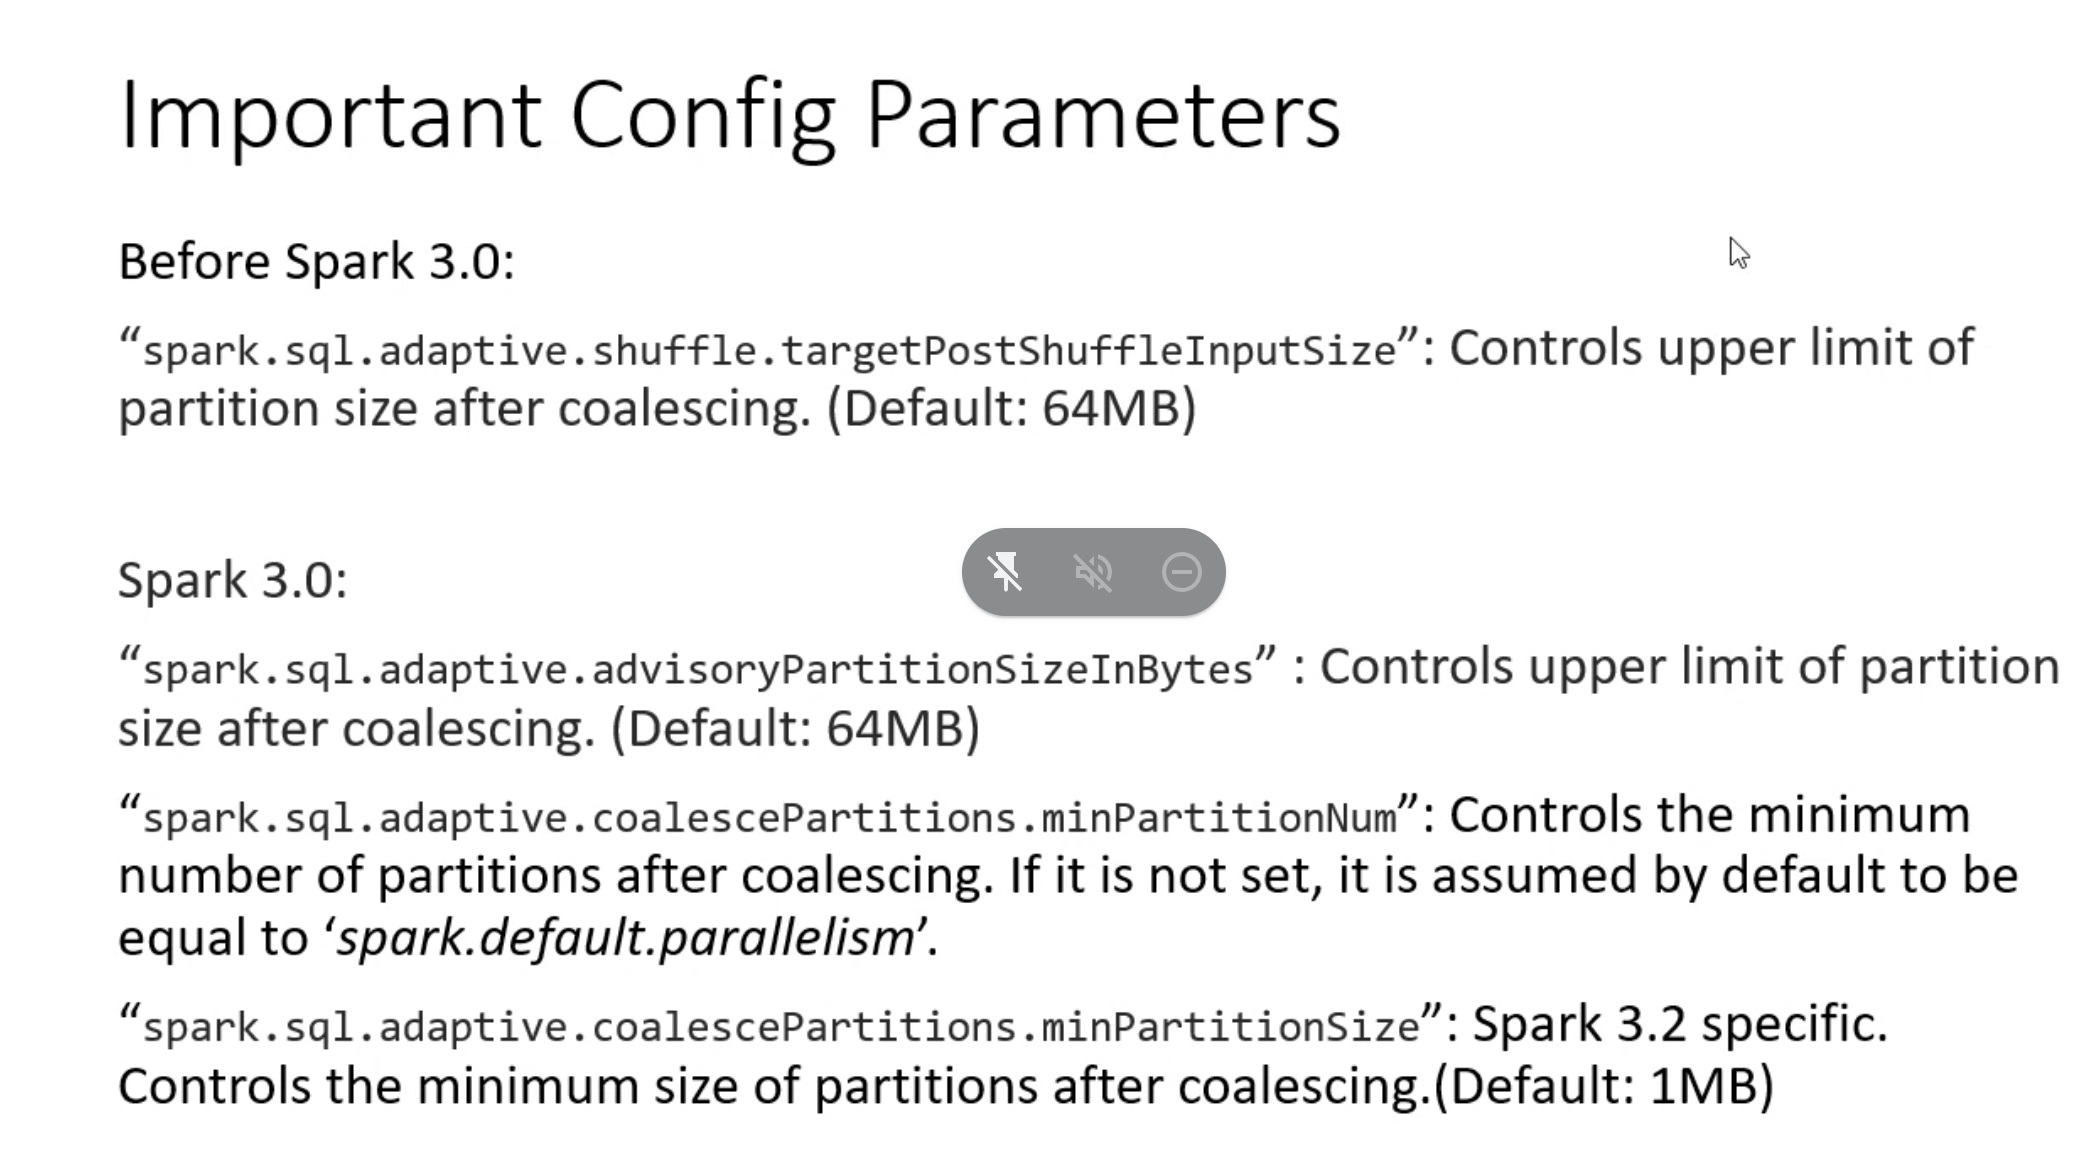 Important Config Parameters
Before Spark 3.0:
“spark.sql.adaptive.shuffle.targetPostShuffleInputSize”: Controls upper limit of
partition size after coalescing. (Default: 64MB)
Spark 3.0:
“spark.sql.adaptive.advisoryPartitionSizeInBytes” : Controls upper limit of partition
size after coalescing. (Default: 64MB)
“spark.sql.adaptive.coalescePartitions.minPartitionNum”: Controls the minimum
number of partitions after coalescing. If it is not set, it is assumed by default to be
equal to ‘spark.default.parallelism’.
“spark.sql.adaptive.coalescePartitions.minPartitionSize”: Spark 3.2 specific.
Controls the minimum size of partitions after coalescing.(Default: 1MB)